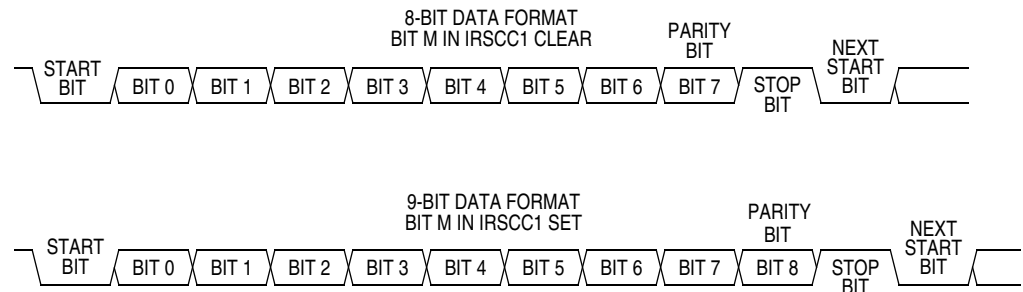 8-BIT DATA FORMAT
BIT M IN IRSCC1 CLEAR
PARITY
BIT
START
BIT
BIT 0
BIT 1
BIT 2
BIT 3
BIT 4
BIT 5
BIT 6
BIT 7
STOP
BIT
NEXT
START
BIT
9-BIT DATA FORMAT
BIT M IN IRSCC1 SET
PARITY
BIT
START
BIT
BIT 0
BIT 1
BIT 2
BIT 3
BIT 4
BIT 5
BIT 6
BIT 7
BIT 8
STOP
BIT
NEXT
START
BIT